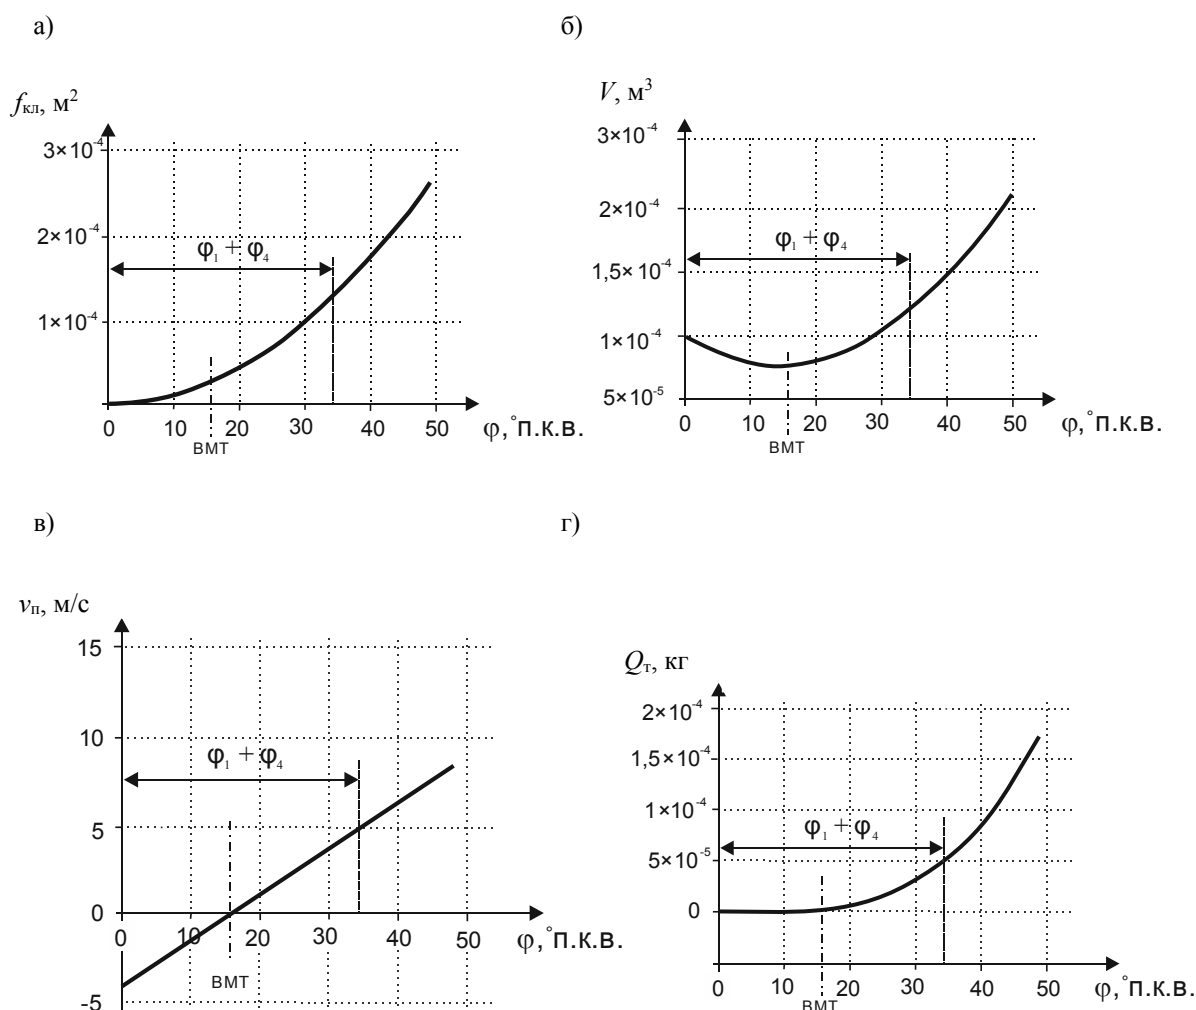 а)
б)
fкл, м²
3×10⁻⁴
2×10⁻⁴
1×10⁻⁴
φ₁ + φ₄
0 10 20 30 40 50 φ,°п.к.в.
ВМТ
V, м³
3×10⁻⁴
2×10⁻⁴
1,5×10⁻⁴
1×10⁻⁴
5×10⁻⁵
φ₁ + φ₄
0 10 20 30 40 50 φ,°п.к.в.
ВМТ
в)
г)
vп, м/с
15
10
5
0
-5
φ₁ + φ₄
0 10 20 30 40 50 φ,°п.к.в.
ВМТ
Qт, кг
2×10⁻⁴
1,5×10⁻⁴
1×10⁻⁴
5×10⁻⁵
0
φ₁ + φ₄
0 10 20 30 40 50 φ,°п.к.в.
ВМТ